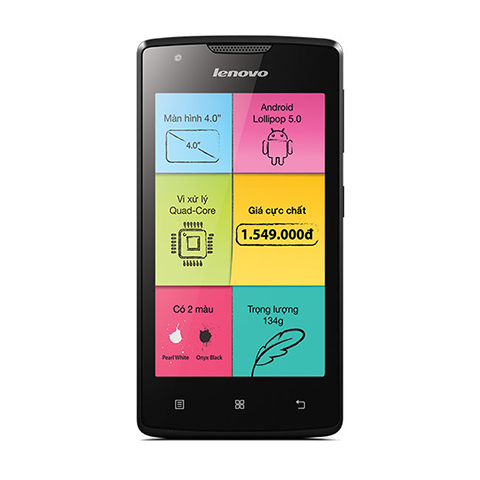 lenovo
Màn hình 4.0"
4.0"
Android
Lollipop 5.0
Vi xử lý
Quad-Core
Giá cực chất
1.549.000đ
Có 2 màu
Pearl White
Onyx Black
Trọng lượng
134g